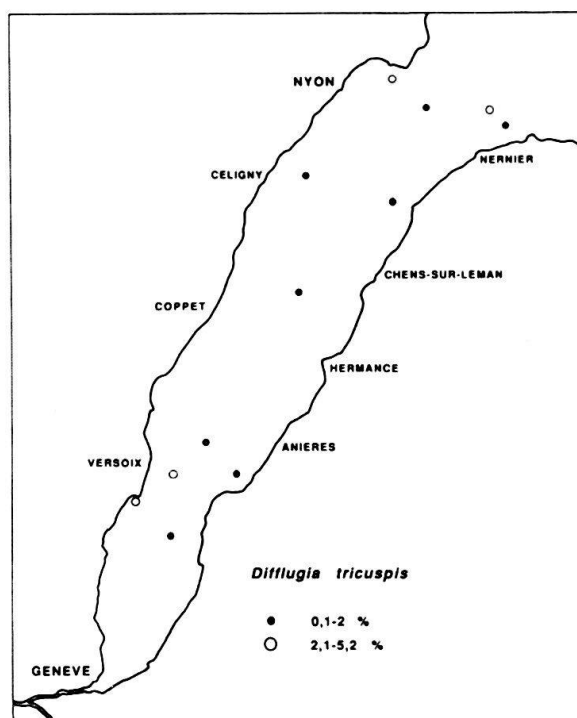 NYON
NERNIER
CELIGNY
CHENS-SUR-LEMAN
COPPET
HERMANCE
ANIERES
VERSOIX
Difflugia tricuspis
0,1-2 %
2,1-5,2 %
GENEVE